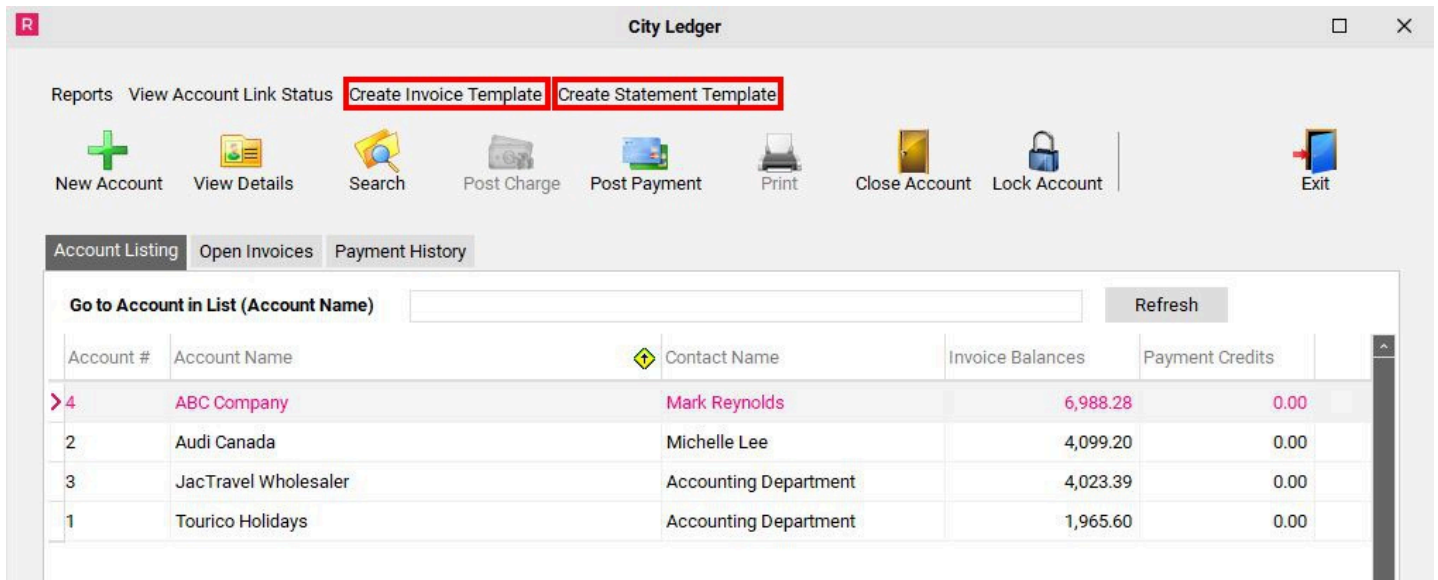 R City Ledger
Reports View Account Link Status Create Invoice Template Create Statement Template
New Account View Details Search Post Charge Post Payment Print Close Account Lock Account Exit
Account Listing Open Invoices Payment History
Go to Account in List (Account Name) Refresh
Account # Account Name Contact Name Invoice Balances Payment Credits
4 ABC Company Mark Reynolds 6,988.28 0.00
2 Audi Canada Michelle Lee 4,099.20 0.00
3 JacTravel Wholesaler Accounting Department 4,023.39 0.00
1 Tourico Holidays Accounting Department 1,965.60 0.00